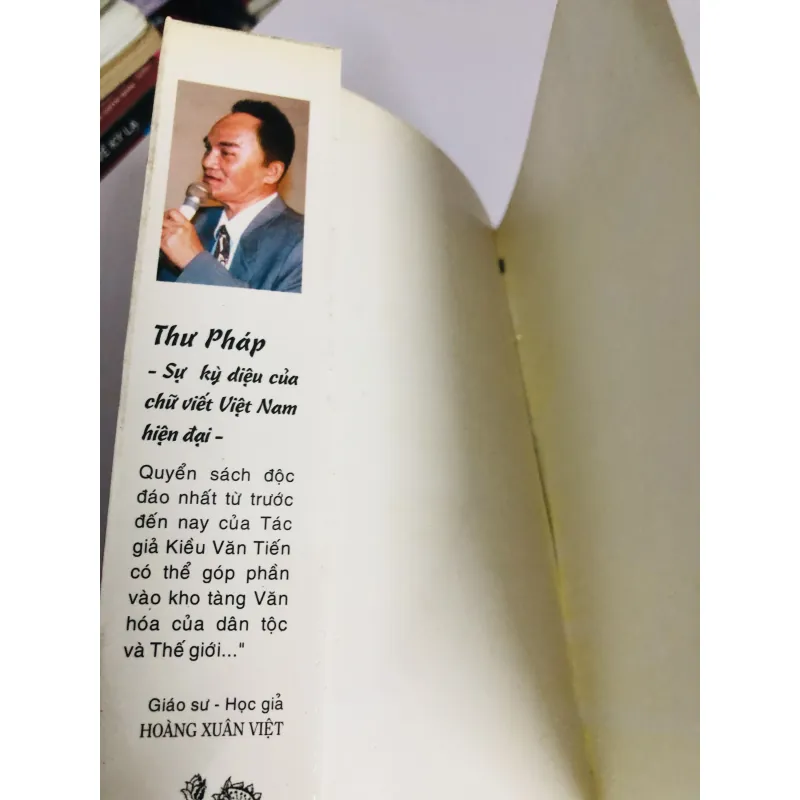 Thư Pháp
- Sự kỳ diệu của
chữ viết Việt Nam
hiện đại -
Quyển sách độc
đáo nhất từ trước
đến nay của Tác
giả Kiều Văn Tiến
có thể góp phần
vào kho tàng Văn
hóa của dân tộc
và Thế giới..."
Giáo sư - Học giả
HOÀNG XUÂN VIỆT